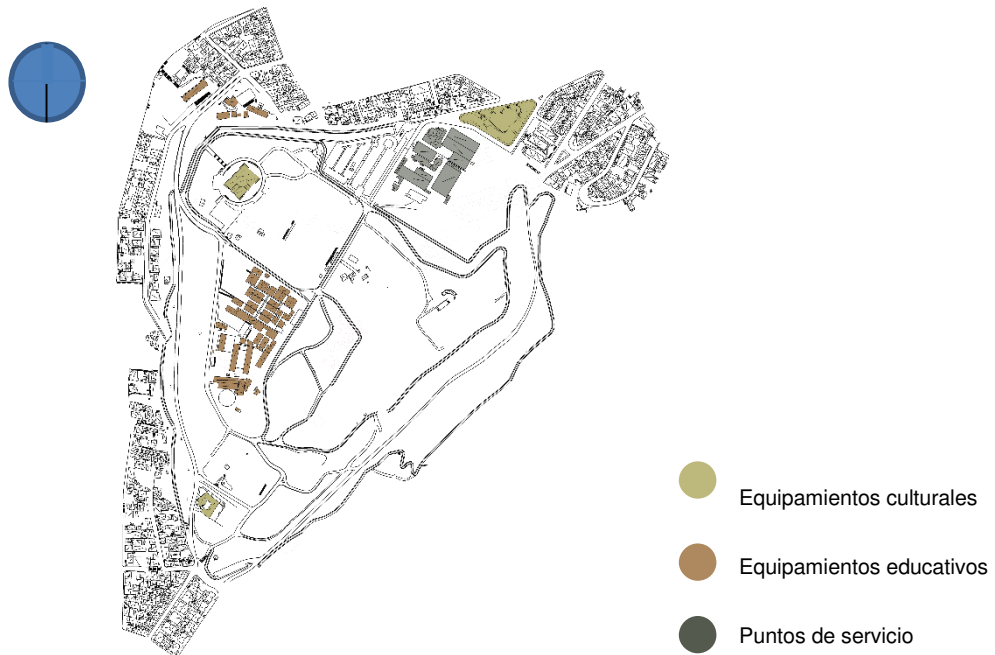 Equipamientos culturales
Equipamientos educativos
Puntos de servicio